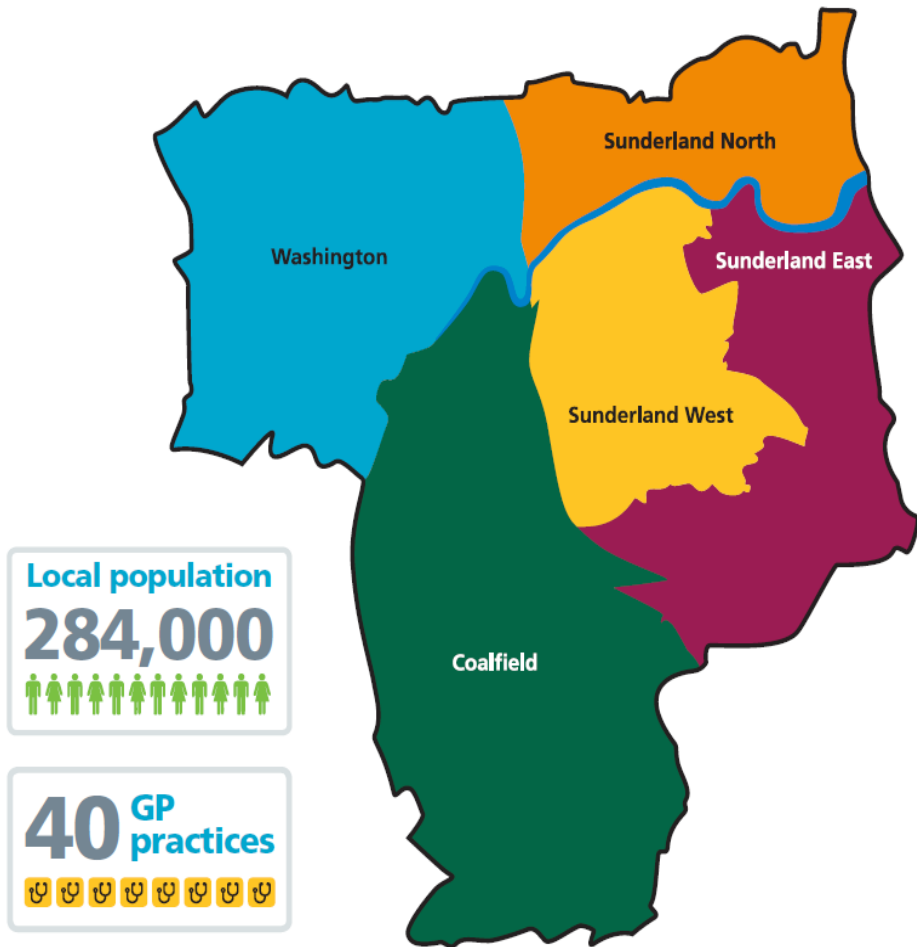 Sunderland North
Washington
Sunderland East
Sunderland West
Coalfield
Local population
284,000
40 GP
practices